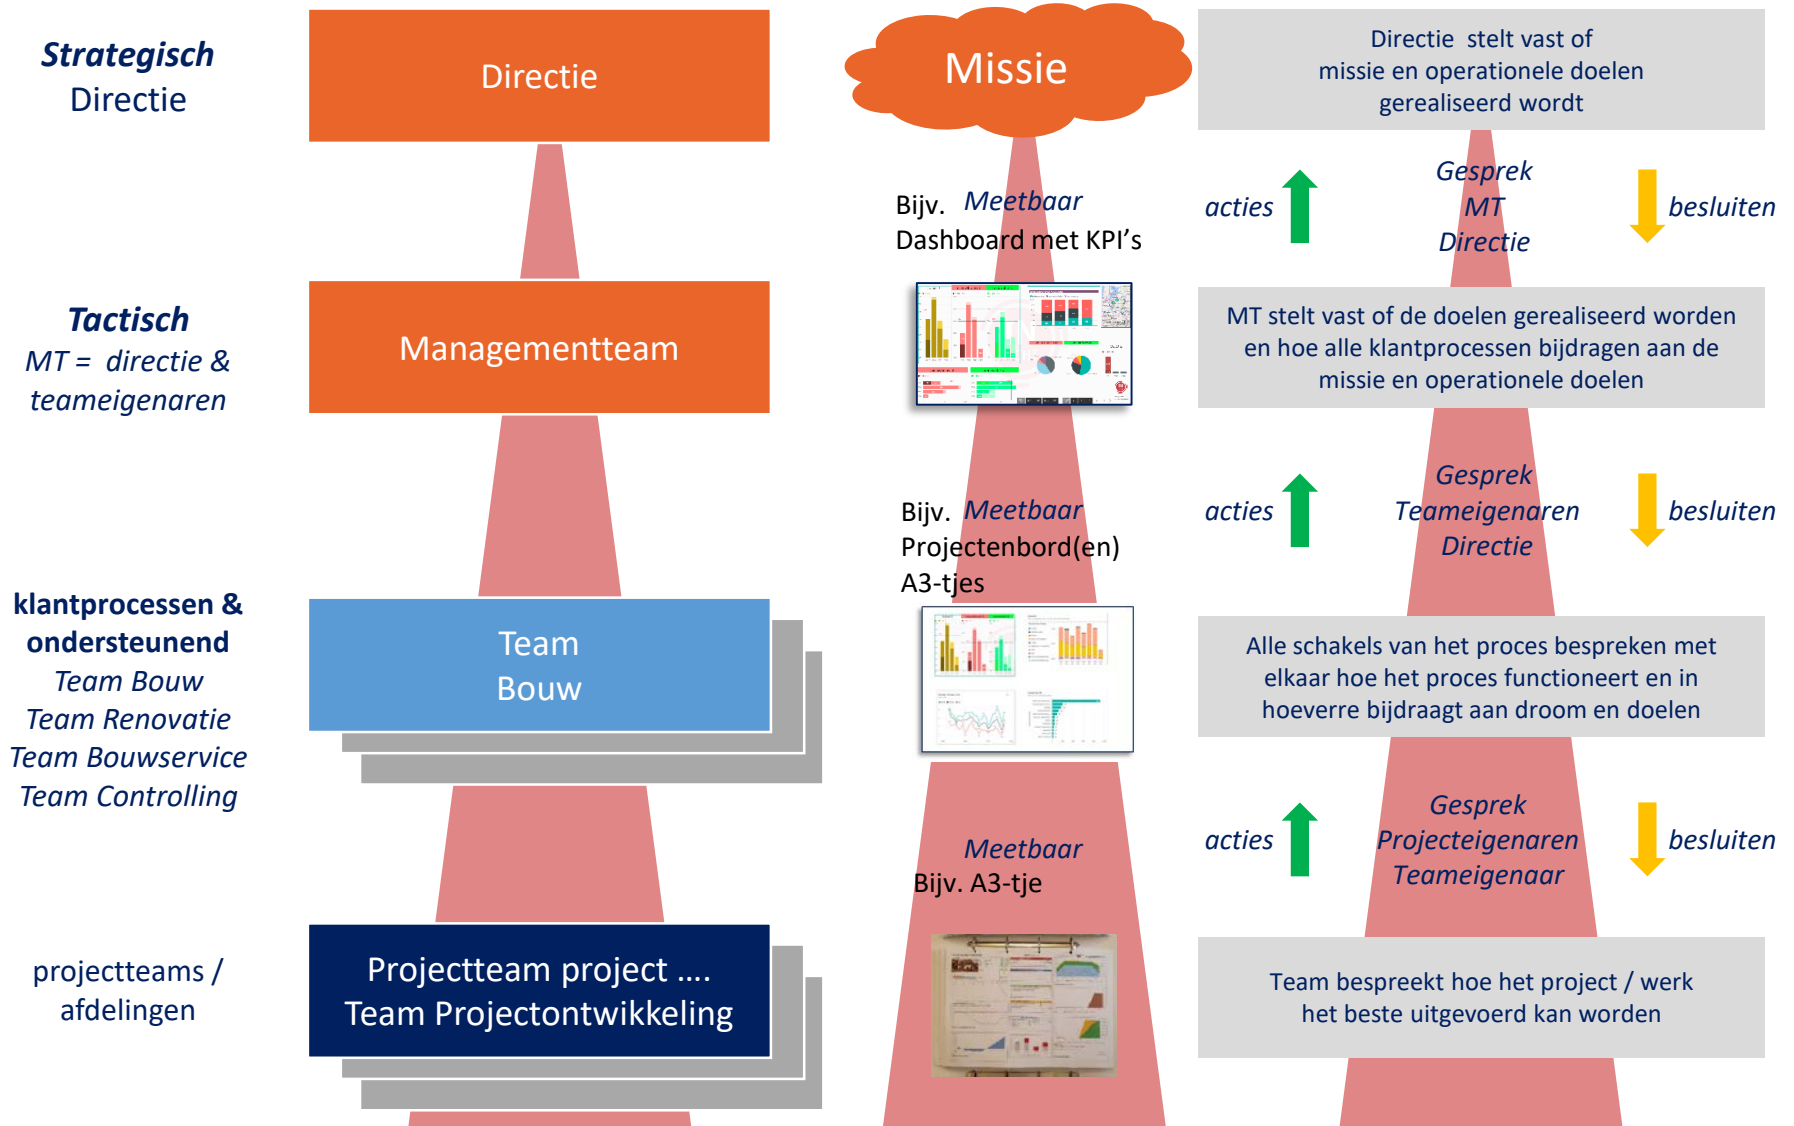 Strategisch
Directie
Directie
Missie
Directie  stelt vast of
missie en operationele doelen
gerealiseerd wordt
Bijv. Meetbaar
Dashboard met KPI's
acties
Gesprek
MT
Directie
besluiten
Tactisch
MT =  directie &
teameigenaren
Managementteam
MT stelt vast of de doelen gerealiseerd worden
en hoe alle klantprocessen bijdragen aan de
missie en operationele doelen
Bijv. Meetbaar
Projectenbord(en)
A3-tjes
acties
Gesprek
Teameigenaren
Directie
besluiten
klantprocessen &
ondersteunend
Team Bouw
Team Renovatie
Team Bouwservice
Team Controlling
Team
Bouw
Alle schakels van het proces bespreken met
elkaar hoe het proces functioneert en in
hoeverre bijdraagt aan droom en doelen
Meetbaar
Bijv. A3-tje
acties
Gesprek
Projecteigenaren
Teameigenaar
besluiten
projectteams /
afdelingen
Projectteam project ....
Team Projectontwikkeling
Team bespreekt hoe het project / werk
het beste uitgevoerd kan worden